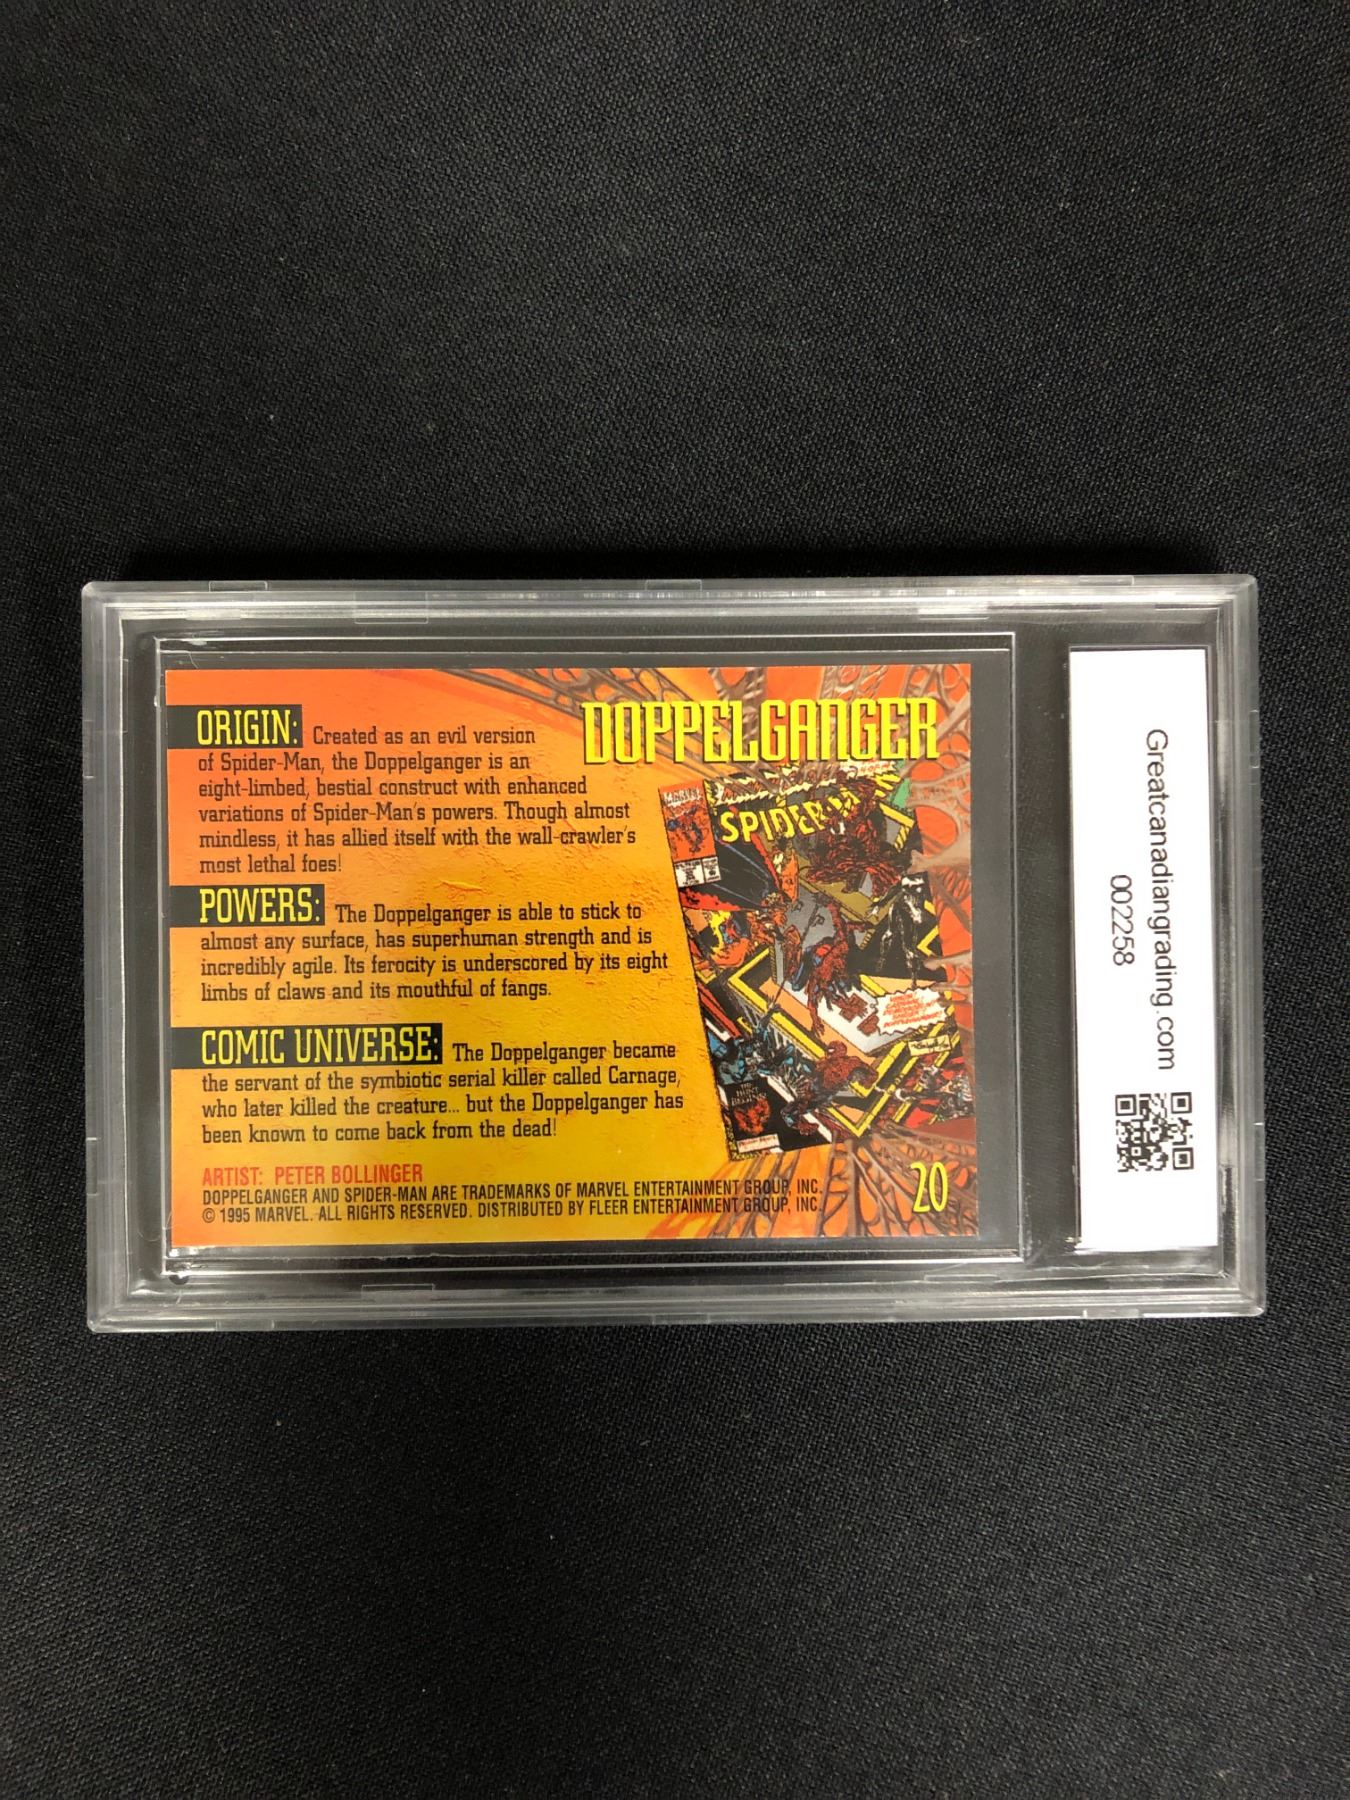 DOPPELGANGER
ORIGIN: Created as an evil version
of Spider-Man, the Doppelganger is an
eight-limbed, bestial construct with enhanced
variations of Spider-Man's powers. Though almost
mindless, it has allied itself with the wall-crawler's
most lethal foes!
POWERS: The Doppelganger is able to stick to
almost any surface, has superhuman strength and is
incredibly agile. Its ferocity is underscored by its eight
limbs of claws and its mouthful of fangs.
COMIC UNIVERSE: The Doppelganger became
the servant of the symbiotic serial killer called Carnage,
who later killed the creature... but the Doppelganger has
been known to come back from the dead!
ARTIST: PETER BOLLINGER
DOPPELGANGER AND SPIDER-MAN ARE TRADEMARKS OF MARVEL ENTERTAINMENT GROUP, INC.
© 1995 MARVEL. ALL RIGHTS RESERVED. DISTRIBUTED BY FLEER ENTERTAINMENT GROUP, INC.
20
MARVEL
SPIDER-MAN
THE HUNT BEGINS
Greatcanadiangrading.com
002258